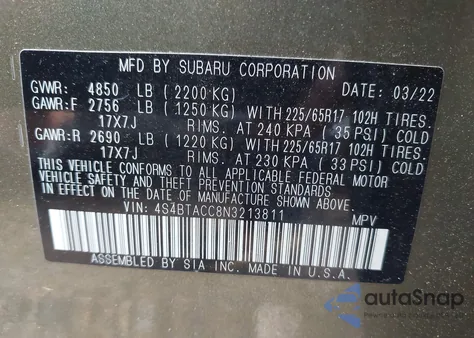 MFD BY SUBARU CORPORATION DATE: 03/22
GVWR: 4850 LB (2200 KG)
GAWR:F 2756 LB (1250 KG) WITH 225/65R17 102H TIRES,
17X7J RIMS. AT 240 KPA (35 PSI) COLD
GAWR:R 2690 LB (1220 KG) WITH 225/65R17 102H TIRES,
17X7J RIMS. AT 230 KPA (33 PSI) COLD
THIS VEHICLE CONFORMS TO ALL APPLICABLE FEDERAL MOTOR
VEHICLE SAFETY, BUMPER, AND THEFT PREVENTION STANDARDS
IN EFFECT ON THE DATE OF MANUFACTURE SHOWN ABOVE.
VIN: 4S4BTACC8N3213811 MPV
ASSEMBLED BY SIA INC. MADE IN U.S.A.
autoSnap